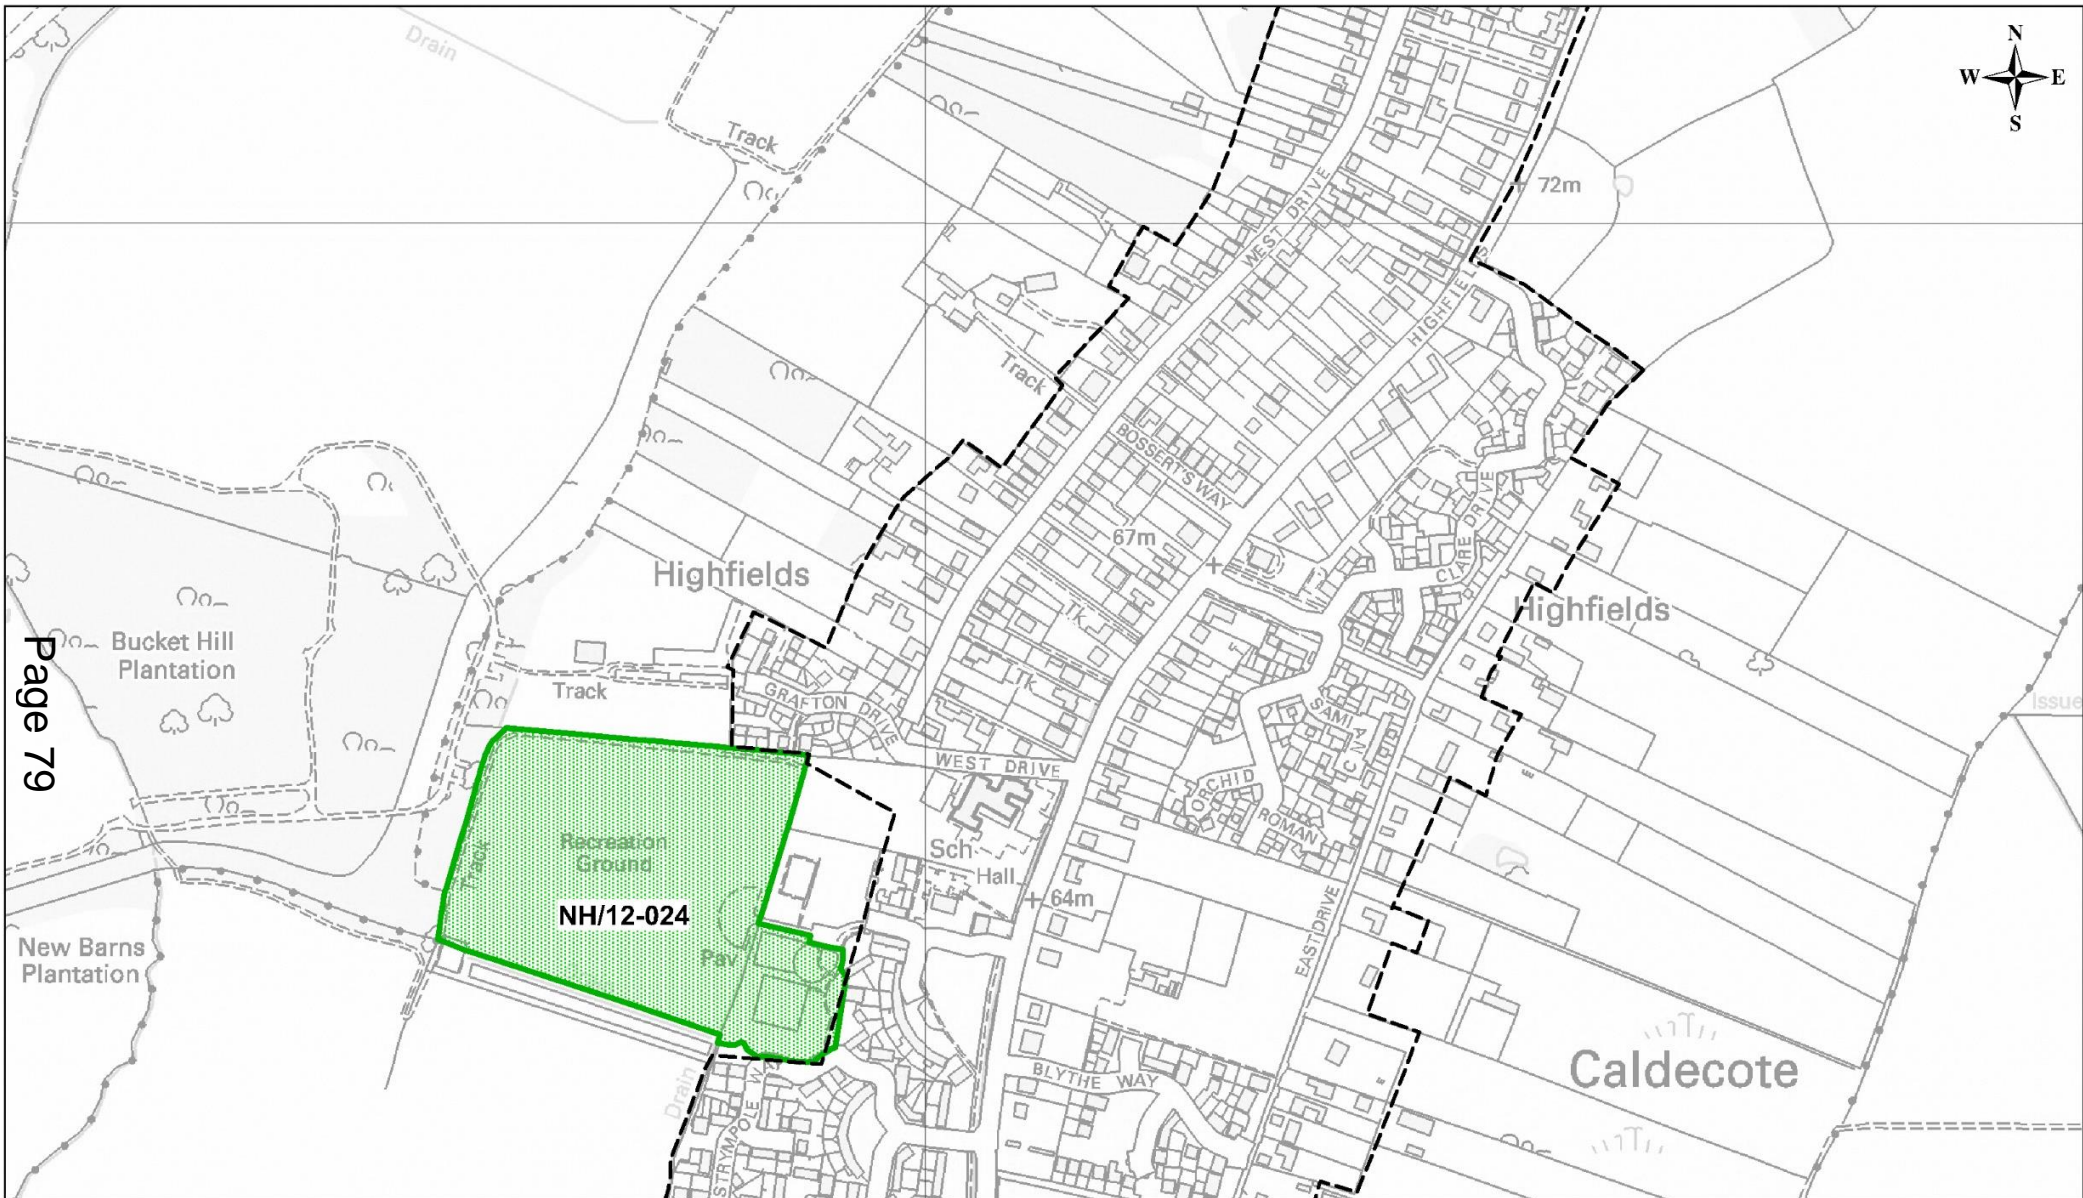 Drain
N
W
E
S
Track
72m
WEST DRIVE
HIGHFIE
Track
BOSSERT'S WAY
CLARE DRIVE
67m
Highfields
Highfields
Tk
Bucket Hill
Plantation
Page 79
Track
Tk
GRAFTON DRIVE
SAMIAN C
Issue
WEST DRIVE
ORCHID
ROMAN
Recreation
Ground
Track
Sch
Hall
NH/12-024
64m
EAST DRIVE
New Barns
Plantation
Pav
Caldecote
BLYTHE WAY
Drain
STRYMPOLE W